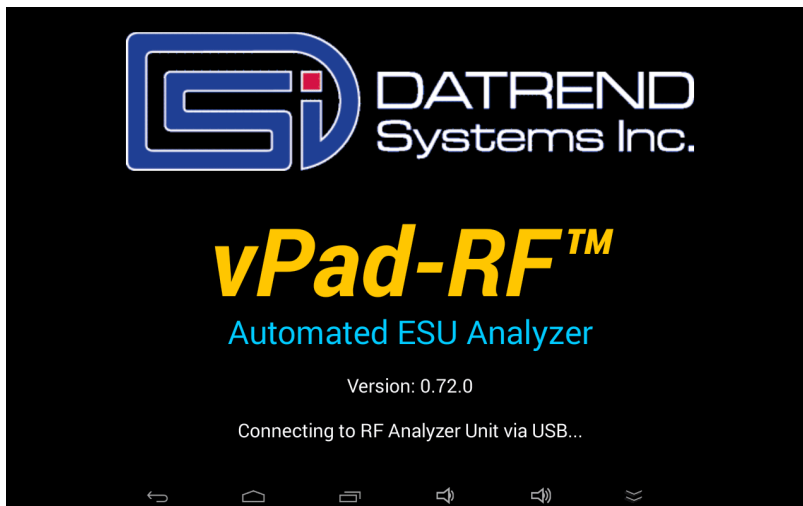 DATREND
Systems Inc.
vPad-RF™
Automated ESU Analyzer
Version: 0.72.0
Connecting to RF Analyzer Unit via USB...